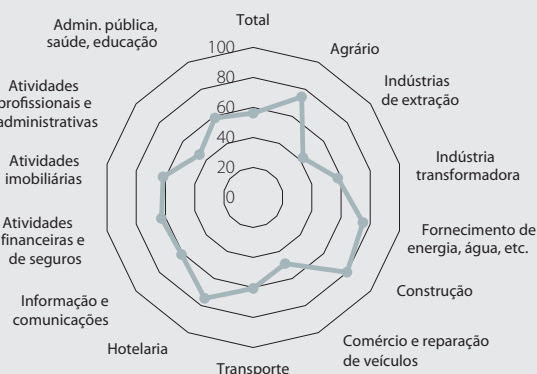 Total
Agrário
Indústrias
de extração
Indústria
transformadora
Fornecimento de
energia, água, etc.
Construção
Comércio e reparação
de veículos
Transporte
Hotelaria
Informação e
comunicações
Atividades
financeiras e
de seguros
Atividades
imobiliárias
Atividades
profissionais e
administrativas
Admin. pública,
saúde, educação
100
80
60
40
20
0